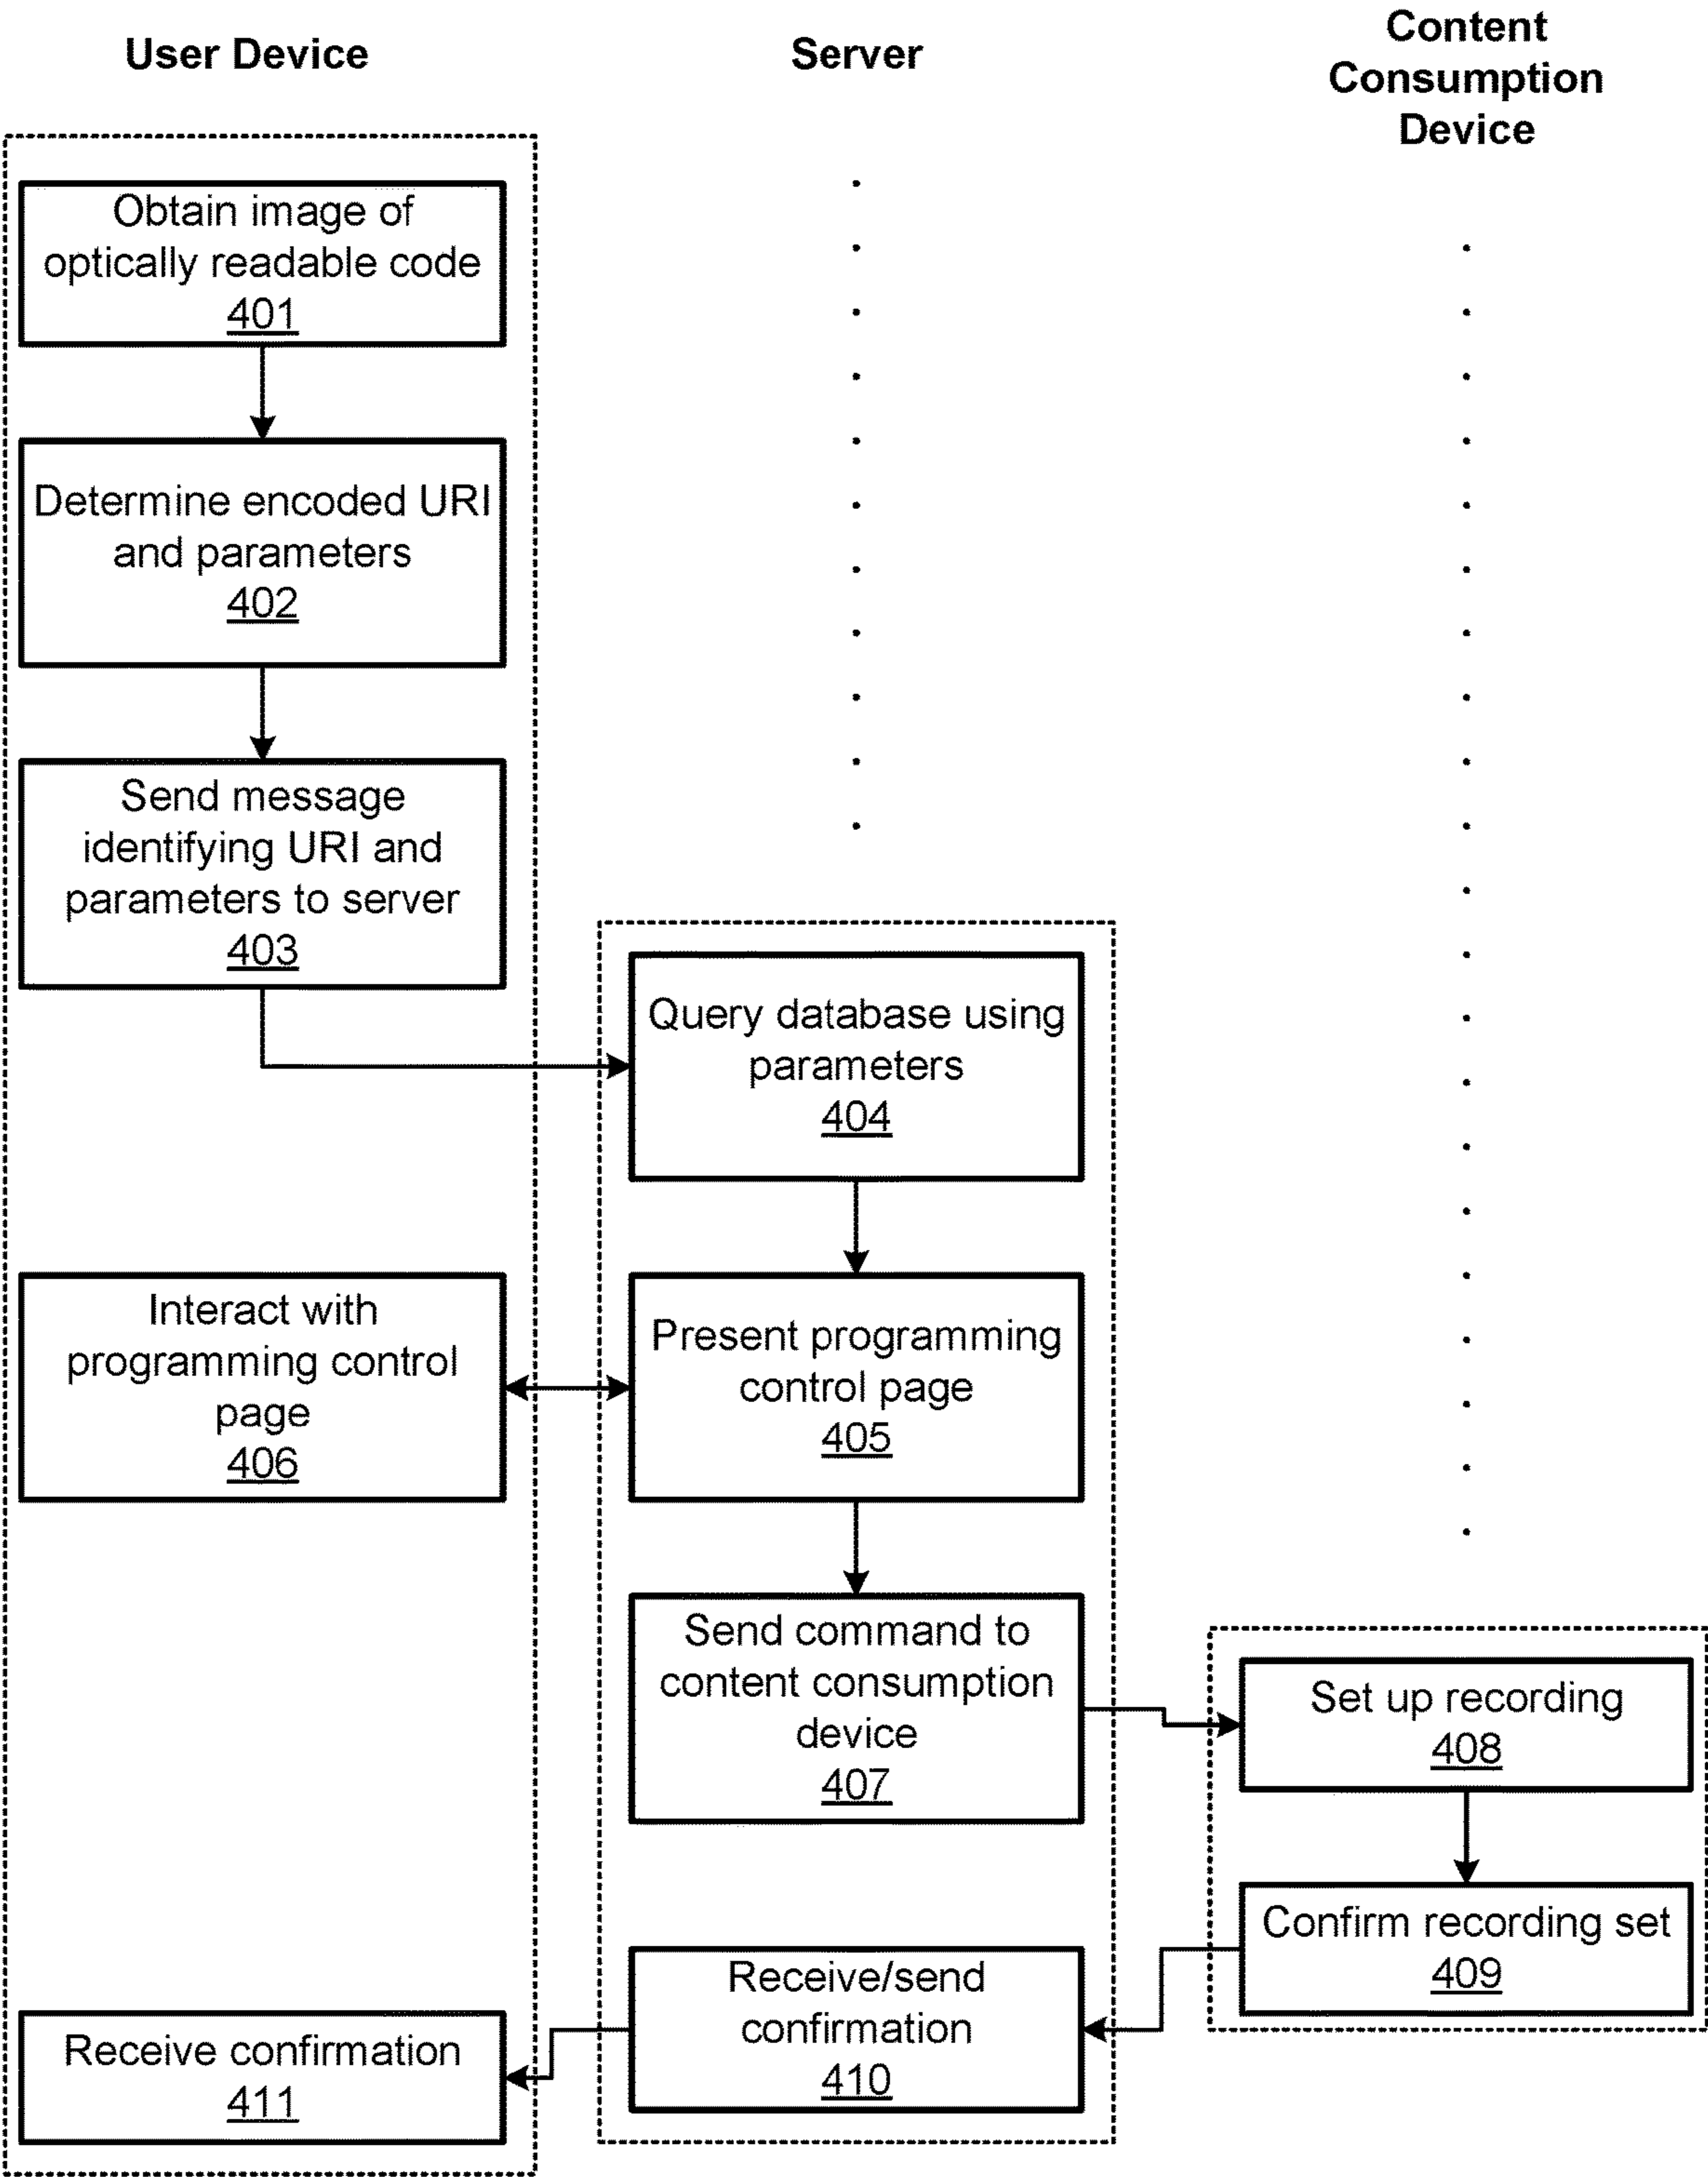 User Device
Server
Content
Consumption
Device
Obtain image of
optically readable code
401
Determine encoded URI
and parameters
402
Send message
identifying URI and
parameters to server
403
Query database using
parameters
404
Present programming
control page
405
Interact with
programming control
page
406
Send command to
content consumption
device
407
Set up recording
408
Confirm recording set
409
Receive/send
confirmation
410
Receive confirmation
411